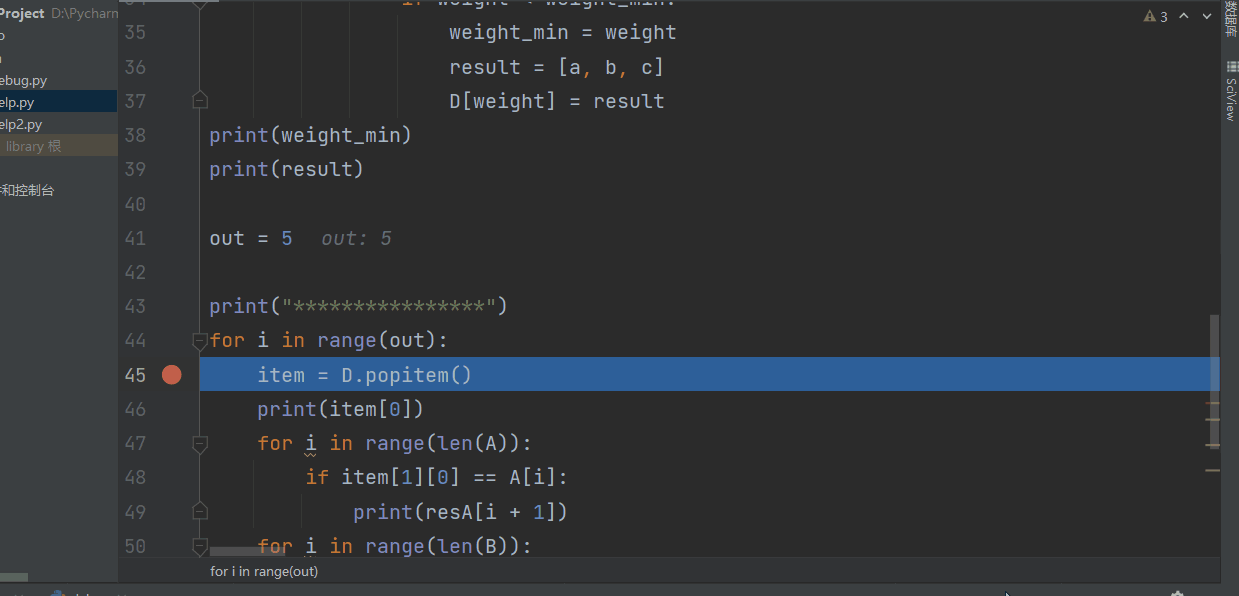 Project D:\Pycharm
ebug.py
elp.py
elp2.py
library 根
和控制台
if weight < weight_min:
35 weight_min = weight
36 result = [a, b, c]
37 D[weight] = result
38 print(weight_min)
39 print(result)
40
41 out = 5 out: 5
42
43 print("****************")
44 for i in range(out):
45 item = D.popitem()
46 print(item[0])
47 for i in range(len(A)):
48 if item[1][0] == A[i]:
49 print(resA[i + 1])
50 for i in range(len(B)):
for i in range(out)
3
数据库
SciView